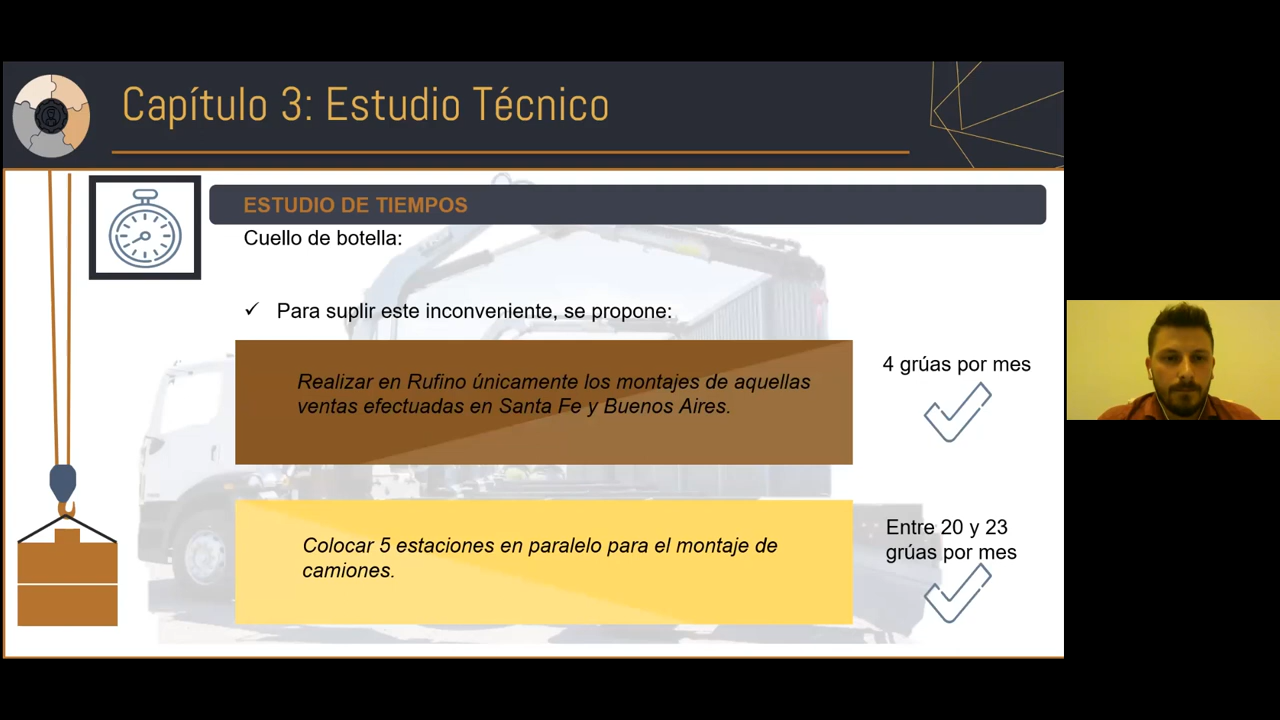 Capítulo 3: Estudio Técnico
ESTUDIO DE TIEMPOS
Cuello de botella:
✓ Para suplir este inconveniente, se propone:
Realizar en Rufino únicamente los montajes de aquellas
ventas efectuadas en Santa Fe y Buenos Aires.
4 grúas por mes
Colocar 5 estaciones en paralelo para el montaje de
camiones.
Entre 20 y 23
grúas por mes